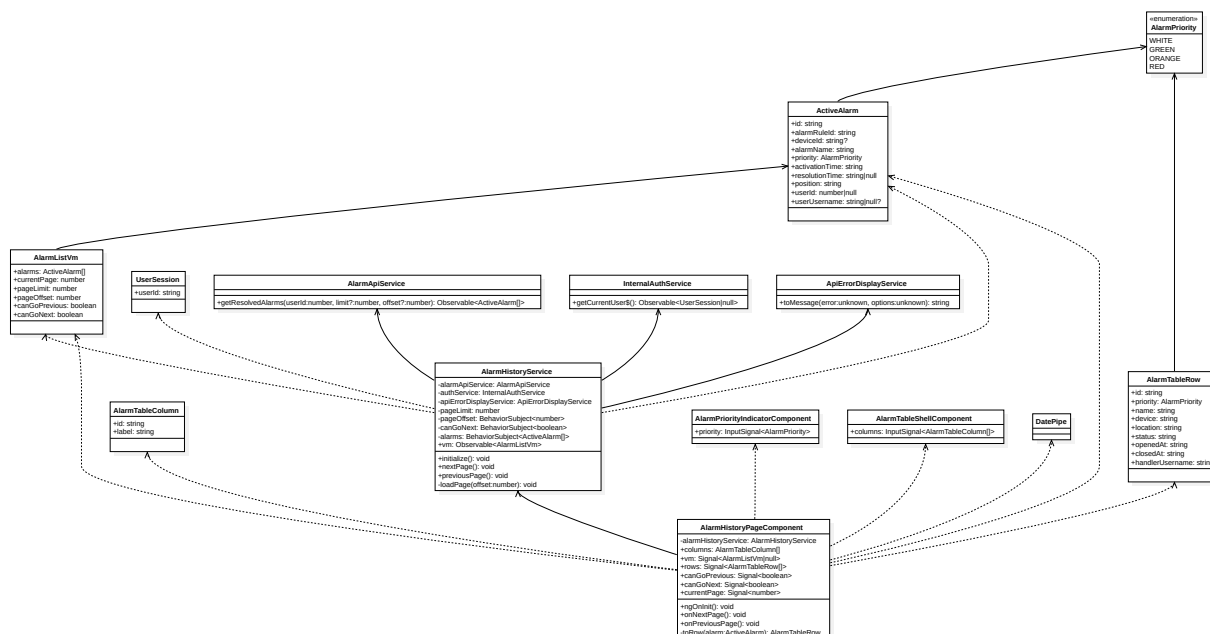 «enumeration»
AlarmPriority
WHITE
GREEN
ORANGE
RED
ActiveAlarm
+id: string
+alarmRuleId: string
+deviceId: string?
+alarmName: string
+priority: AlarmPriority
+activationTime: string
+resolutionTime: string|null
+position: string
+userId: number|null
+userUsername: string|null?
AlarmListVm
+alarms: ActiveAlarm[]
+currentPage: number
+pageLimit: number
+pageOffset: number
+canGoPrevious: boolean
+canGoNext: boolean
UserSession
+userId: string
AlarmApiService
+getResolvedAlarms(userId:number, limit?:number, offset?:number): Observable<ActiveAlarm[]>
InternalAuthService
+getCurrentUser$(): Observable<UserSession|null>
ApiErrorDisplayService
+toMessage(error:unknown, options:unknown): string
AlarmHistoryService
-alarmApiService: AlarmApiService
-authService: InternalAuthService
-apiErrorDisplayService: ApiErrorDisplayService
-pageLimit: number
-pageOffset: BehaviorSubject<number>
-canGoNext: BehaviorSubject<boolean>
-alarms: BehaviorSubject<ActiveAlarm[]>
+vm: Observable<AlarmListVm>
+initialize(): void
+nextPage(): void
+previousPage(): void
-loadPage(offset:number): void
AlarmTableRow
+id: string
+priority: AlarmPriority
+name: string
+device: string
+location: string
+status: string
+openedAt: string
+closedAt: string
+handlerUsername: string
AlarmTableColumn
+id: string
+label: string
AlarmPriorityIndicatorComponent
+priority: InputSignal<AlarmPriority>
AlarmTableShellComponent
+columns: InputSignal<AlarmTableColumn[]>
DatePipe
AlarmHistoryPageComponent
-alarmHistoryService: AlarmHistoryService
+columns: AlarmTableColumn[]
+vm: Signal<AlarmListVm|null>
+rows: Signal<AlarmTableRow[]>
+canGoPrevious: Signal<boolean>
+canGoNext: Signal<boolean>
+currentPage: Signal<number>
+ngOnInit(): void
+onNextPage(): void
+onPreviousPage(): void
-toRow(alarm:ActiveAlarm): AlarmTableRow